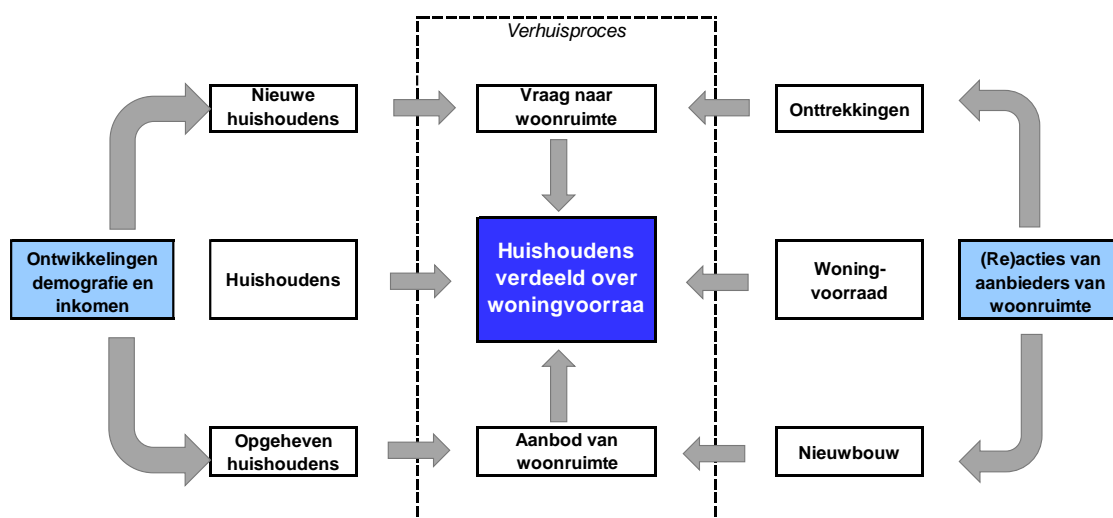 Verhuisproces
Nieuwe
huishoudens
Vraag naar
woonruimte
Onttrekkingen
Ontwikkelingen
demografie en
inkomen
Huishoudens
Huishoudens
verdeeld over
woningvoorraa
Woning-
voorraad
(Re)acties van
aanbieders van
woonruimte
Opgeheven
huishoudens
Aanbod van
woonruimte
Nieuwbouw